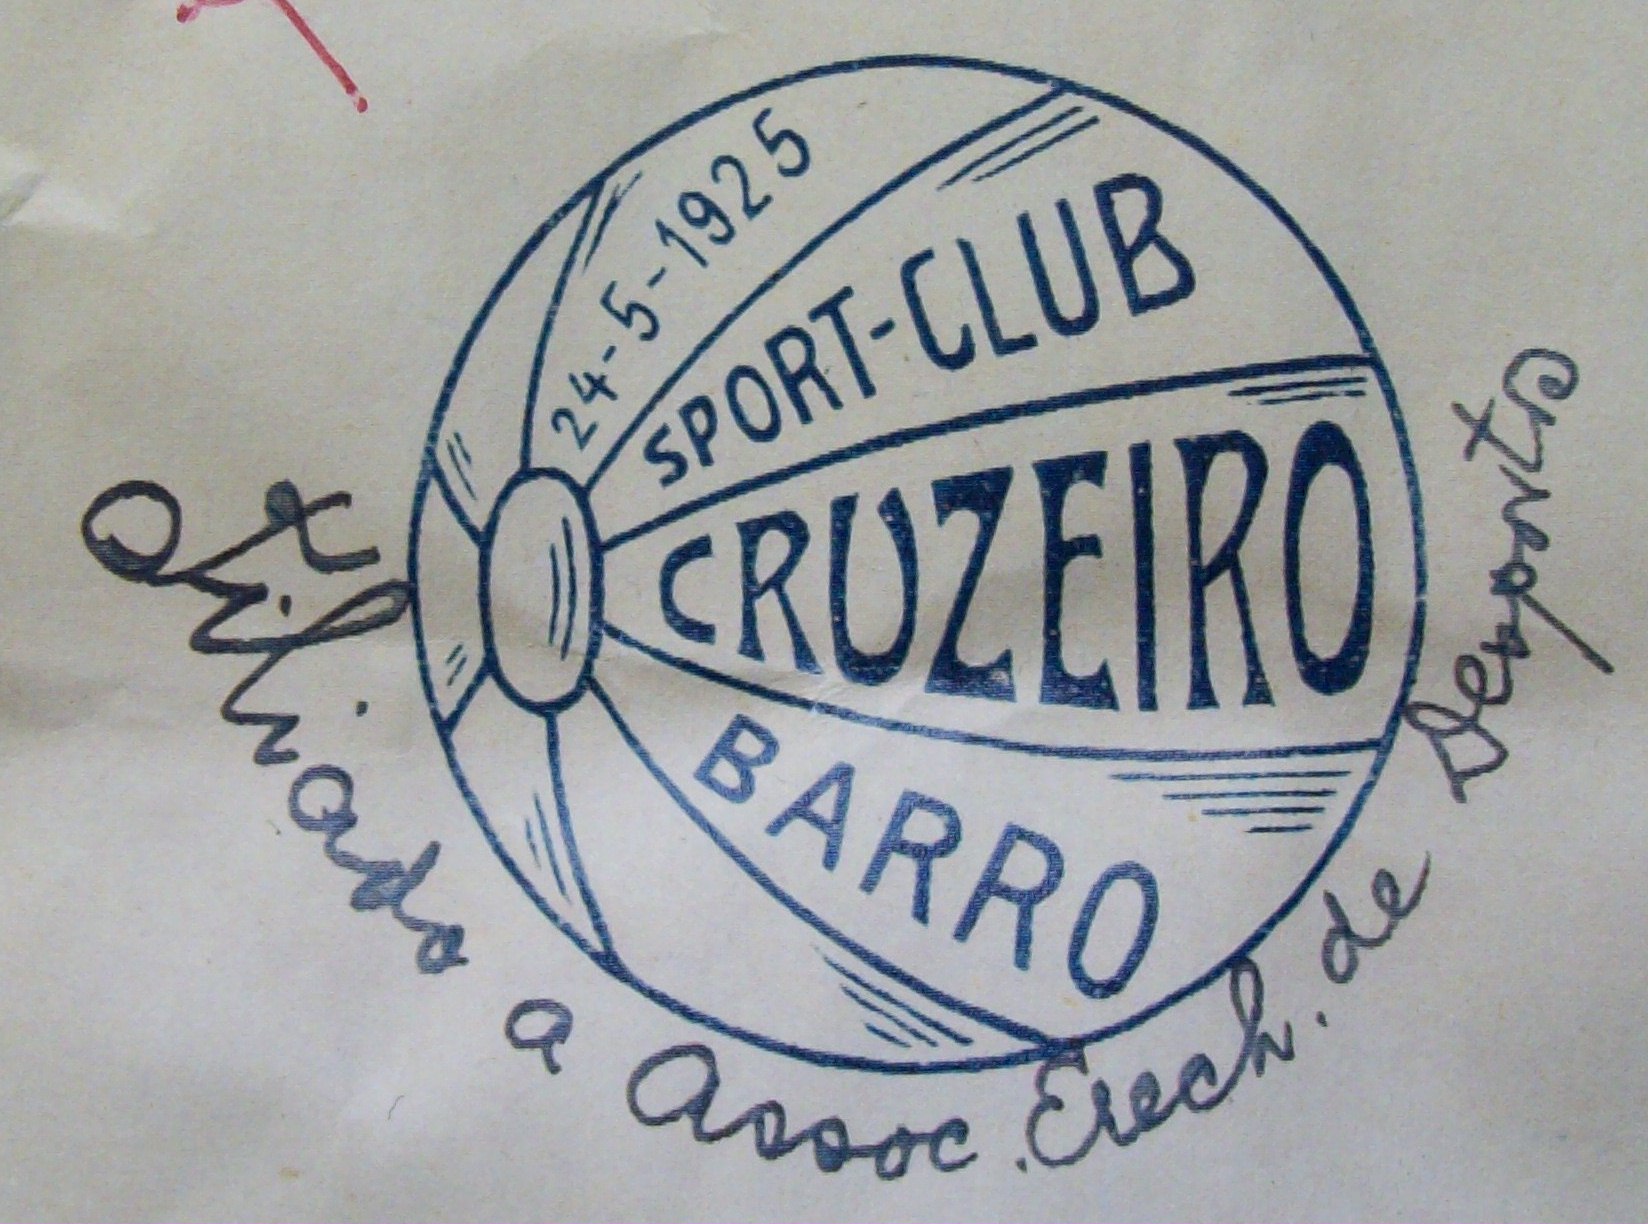 24-5-1925
SPORT-CLUB
CRUZEIRO
BARRO
Filiado a Assoc. Erech. de Desportos